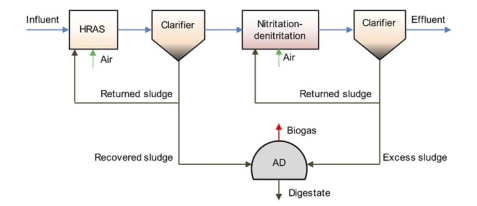 Influent
HRAS
Air
Clarifier
Nitritation-
denitritation
Air
Clarifier
Effluent
Returned sludge
Returned sludge
Biogas
Recovered sludge
AD
Excess sludge
Digestate